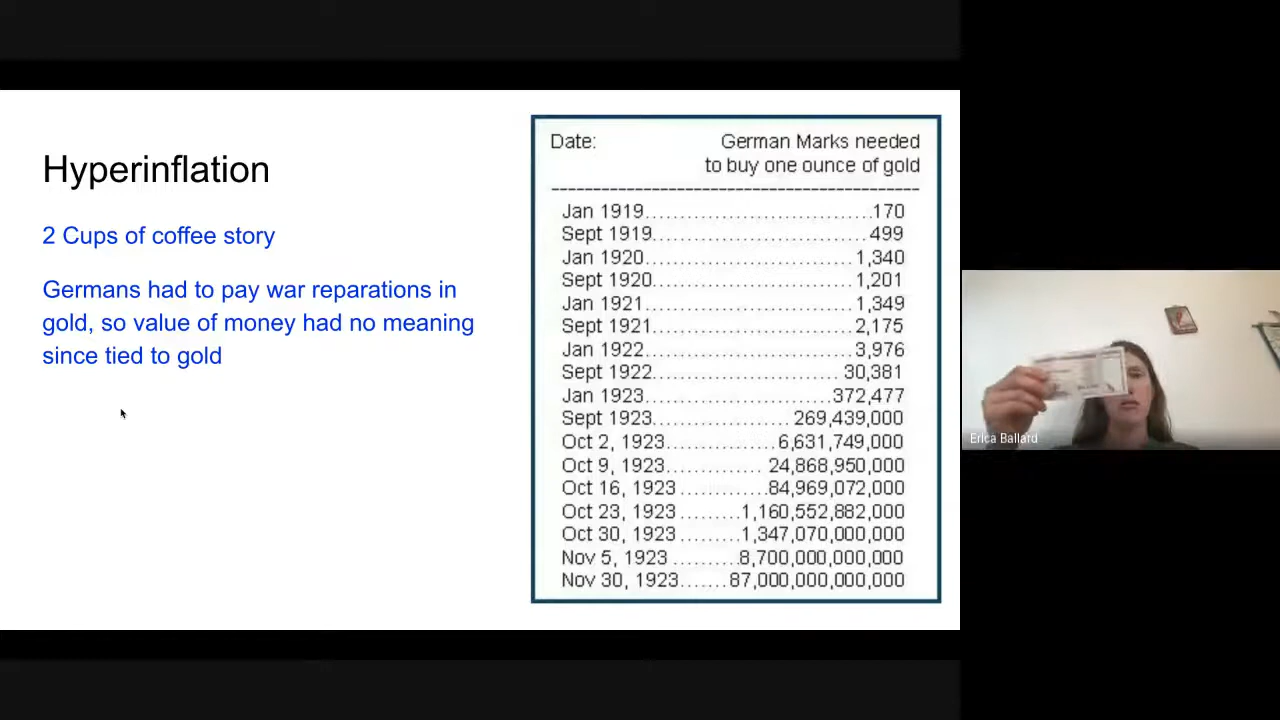 Hyperinflation
2 Cups of coffee story
Germans had to pay war reparations in
gold, so value of money had no meaning
since tied to gold
Date: German Marks needed
to buy one ounce of gold
------------------------------------------
Jan 1919..............................170
Sept 1919............................499
Jan 1920............................1,340
Sept 1920..........................1,201
Jan 1921............................1,349
Sept 1921..........................2,175
Jan 1922............................3,976
Sept 1922........................30,381
Jan 1923........................372,477
Sept 1923.................. 269,439,000
Oct 2, 1923...............6,631,749,000
Oct 9, 1923............. 24,868,950,000
Oct 16, 1923 ............84,969,072,000
Oct 23, 1923 .........1,160,552,882,000
Oct 30, 1923 .........1,347,070,000,000
Nov 5, 1923 ..........8,700,000,000,000
Nov 30, 1923.......87,000,000,000,000
Erica Ballard